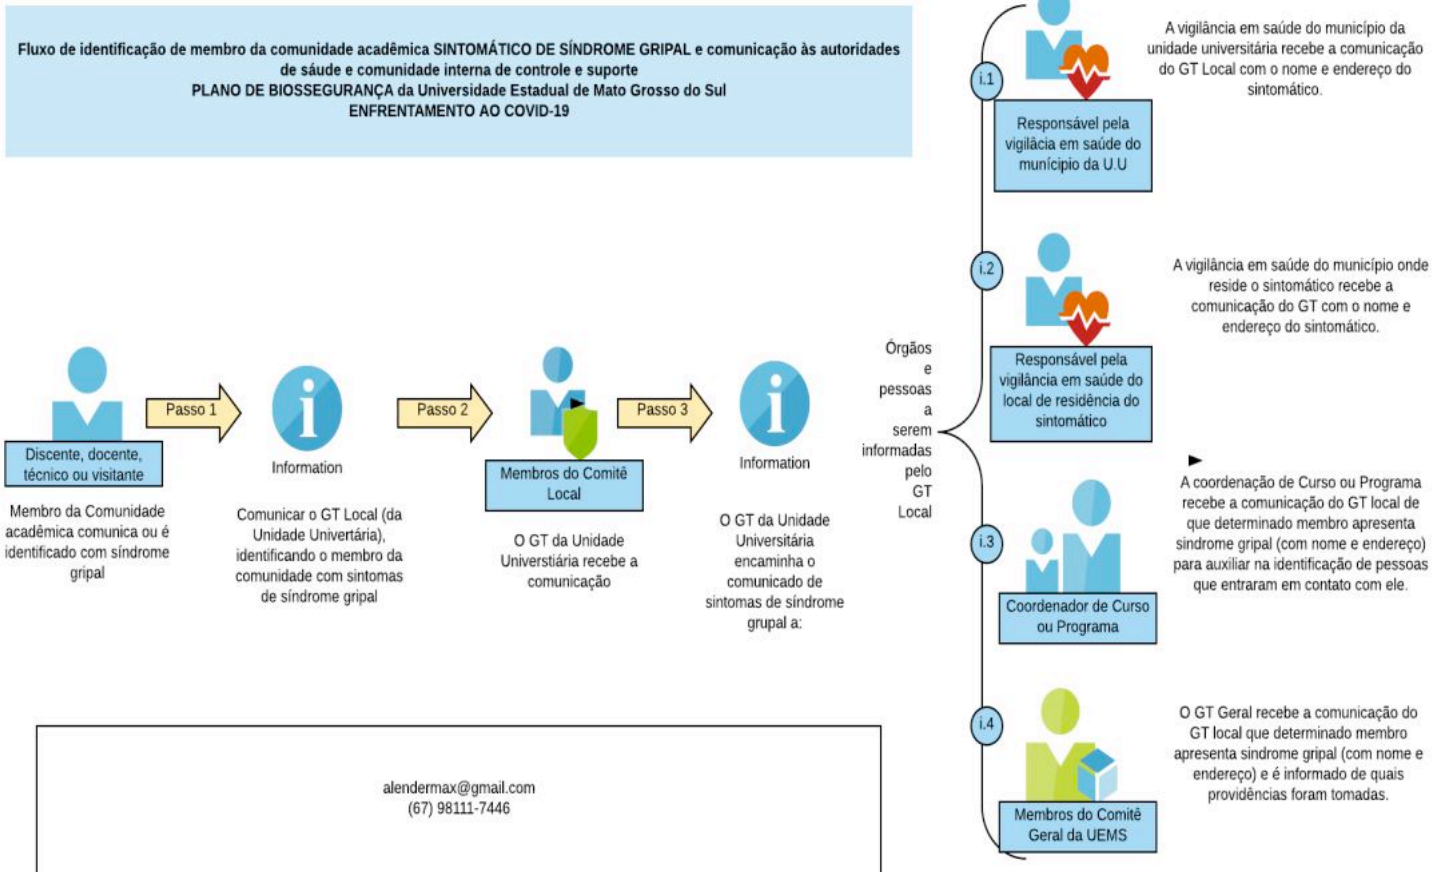 Fluxo de identificação de membro da comunidade acadêmica SINTOMÁTICO DE SÍNDROME GRIPAL e comunicação às autoridades
de sáude e comunidade interna de controle e suporte
PLANO DE BIOSSEGURANÇA da Universidade Estadual de Mato Grosso do Sul
ENFRENTAMENTO AO COVID-19
Discente, docente,
técnico ou visitante
Membro da Comunidade
acadêmica comunica ou é
identificado com síndrome
gripal
Passo 1
Information
Comunicar o GT Local (da
Unidade Univertária),
identificando o membro da
comunidade com sintomas
de síndrome gripal
Passo 2
Membros do Comitê
Local
O GT da Unidade
Universtiária recebe a
comunicação
Passo 3
Information
O GT da Unidade
Universitária
encaminha o
comunicado de
sintomas de síndrome
grupal a:
Órgãos
e
pessoas
a
serem
informadas
pelo
GT
Local
i.1
Responsável pela
vigilâcia em saúde do
munícipio da U.U
A vigilância em saúde do município da
unidade universitária recebe a comunicação
do GT Local com o nome e endereço do
sintomático.
i.2
Responsável pela
vigilância em saúde do
local de residência do
sintomático
A vigilância em saúde do município onde
reside o sintomático recebe a
comunicação do GT com o nome e
endereço do sintomático.
i.3
Coordenador de Curso
ou Programa
A coordenação de Curso ou Programa
recebe a comunicação do GT local de
que determinado membro apresenta
sindrome gripal (com nome e endereço)
para auxiliar na identificação de pessoas
que entraram em contato com ele.
i.4
Membros do Comitê
Geral da UEMS
O GT Geral recebe a comunicação do
GT local que determinado membro
apresenta sindrome gripal (com nome e
endereço) e é informado de quais
providências foram tomadas.
alendermax@gmail.com
(67) 98111-7446